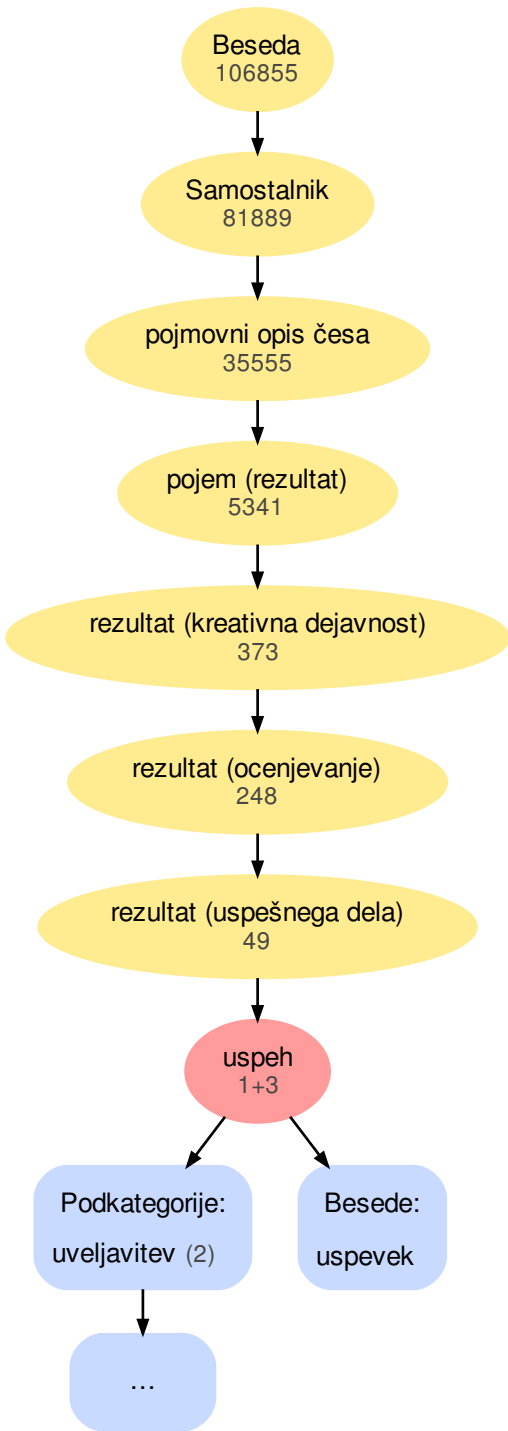 Beseda
106855
Samostalnik
81889
pojmovni opis česa
35555
pojem (rezultat)
5341
rezultat (kreativna dejavnost)
373
rezultat (ocenjevanje)
248
rezultat (uspešnega dela)
49
uspeh
1+3
Podkategorije:
uveljavitev (2)
Besede:
uspevek
...